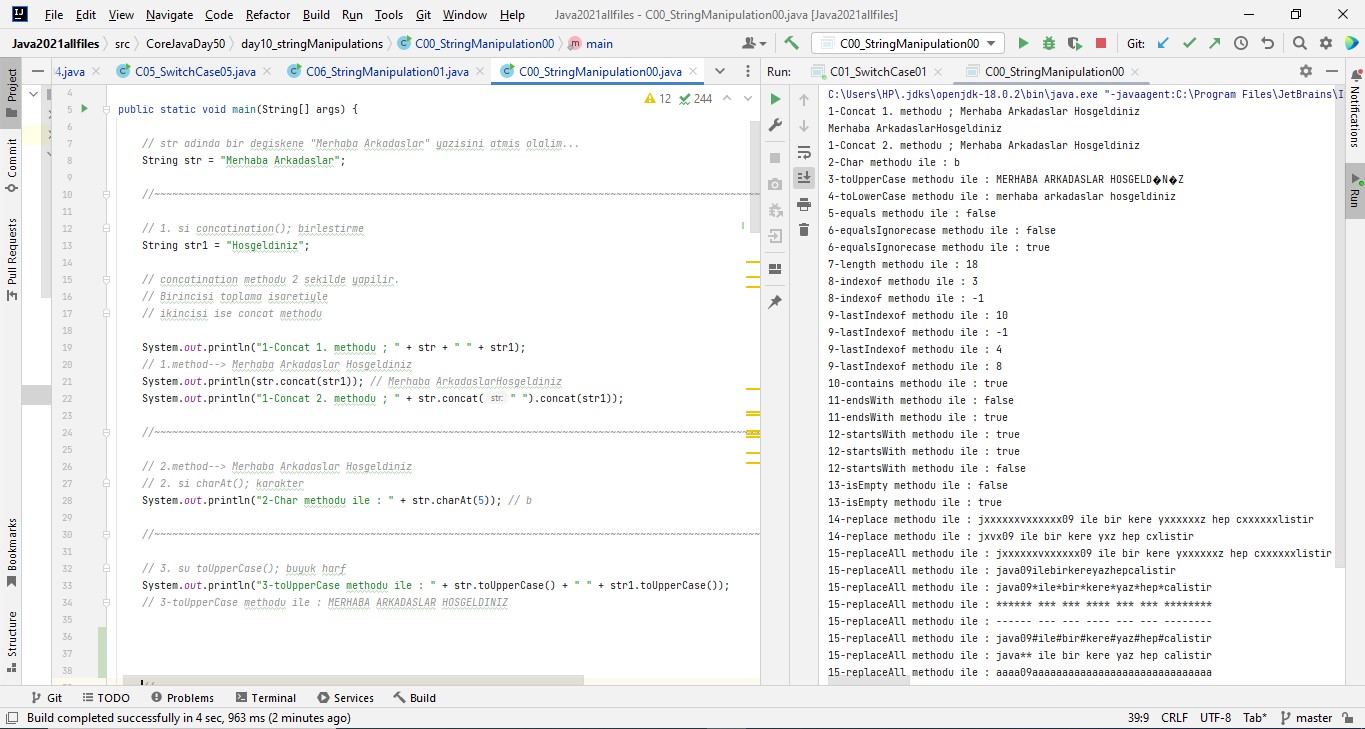 File Edit View Navigate Code Refactor Build Run Tools Git Window Help Java2021allfiles - C00_StringManipulation00.java [Java2021allfiles]
Java2021allfiles src CoreJavaDay50 day10_stringManipulations C00_StringManipulation00 main C00_StringManipulation00 Git:
4.java C05_SwitchCase05.java C06_StringManipulation01.java C00_StringManipulation00.java
Project
Commit
Pull Requests
Bookmarks
Structure
12 244
4
5 public static void main(String[] args) {
6
7 // str adinda bir degiskene "Merhaba Arkadaslar" yazisini atmis olalim...
8 String str = "Merhaba Arkadaslar";
9
10 //~~~~~~~~~~~~~~~~~~~~~~~~~~~~~~~~~~~~~~~~~~~~~~~~~~~~~~~~~~~~~~~~~~~~~~~~~~~~~~~~~~~~~~~~~~~~~~~~~~~~
11
12 // 1. si concatination(); birlestirme
13 String str1 = "Hosgeldiniz";
14
15 // concatination methodu 2 sekilde yapilir.
16 // Birincisi toplama isaretiyle
17 // ikincisi ise concat methodu
18
19 System.out.println("1-Concat 1. methodu ; " + str + " " + str1);
20 // 1.method--> Merhaba Arkadaslar Hosgeldiniz
21 System.out.println(str.concat(str1)); // Merhaba ArkadaslarHosgeldiniz
22 System.out.println("1-Concat 2. methodu ; " + str.concat( str: " ").concat(str1));
23
24 //~~~~~~~~~~~~~~~~~~~~~~~~~~~~~~~~~~~~~~~~~~~~~~~~~~~~~~~~~~~~~~~~~~~~~~~~~~~~~~~~~~~~~~~~~~~~~~~~~~~~
25
26 // 2.method--> Merhaba Arkadaslar Hosgeldiniz
27 // 2. si charAt(); karakter
28 System.out.println("2-Char methodu ile : " + str.charAt(5)); // b
29
30 //~~~~~~~~~~~~~~~~~~~~~~~~~~~~~~~~~~~~~~~~~~~~~~~~~~~~~~~~~~~~~~~~~~~~~~~~~~~~~~~~~~~~~~~~~~~~~~~~~~~~
31
32 // 3. su toUpperCase(); buyuk harf
33 System.out.println("3-toUpperCase methodu ile : " + str.toUpperCase() + " " + str1.toUpperCase());
34 // 3-toUpperCase methodu ile : MERHABA ARKADASLAR HOSGELDINIZ
35
36
37
38
Run: C01_SwitchCase01 C00_StringManipulation00
C:\Users\HP\.jdks\openjdk-18.0.2\bin\java.exe "-javaagent:C:\Program Files\JetBrains\I
1-Concat 1. methodu ; Merhaba Arkadaslar Hosgeldiniz
Merhaba ArkadaslarHosgeldiniz
1-Concat 2. methodu ; Merhaba Arkadaslar Hosgeldiniz
2-Char methodu ile : b
3-toUpperCase methodu ile : MERHABA ARKADASLAR HOSGELD�N�Z
4-toLowerCase methodu ile : merhaba arkadaslar hosgeldiniz
5-equals methodu ile : false
6-equalsIgnorecase methodu ile : false
6-equalsIgnorecase methodu ile : true
7-length methodu ile : 18
8-indexof methodu ile : 3
8-indexof methodu ile : -1
9-lastIndexof methodu ile : 10
9-lastIndexof methodu ile : -1
9-lastIndexof methodu ile : 4
9-lastIndexof methodu ile : 8
10-contains methodu ile : true
11-endsWith methodu ile : false
11-endsWith methodu ile : true
12-startsWith methodu ile : true
12-startsWith methodu ile : true
12-startsWith methodu ile : false
13-isEmpty methodu ile : false
13-isEmpty methodu ile : true
14-replace methodu ile : jxxxxxxvxxxxxx09 ile bir kere yxxxxxxz hep cxxxxxxlistir
14-replace methodu ile : jxvx09 ile bir kere yxz hep cxlistir
15-replaceAll methodu ile : jxxxxxxvxxxxxx09 ile bir kere yxxxxxxz hep cxxxxxxlistir
15-replaceAll methodu ile : java09ilebirkereyazhepcalistir
15-replaceAll methodu ile : java09*ile*bir*kere*yaz*hep*calistir
15-replaceAll methodu ile : ****** *** *** **** *** *** ********
15-replaceAll methodu ile : ------ --- --- ---- --- --- --------
15-replaceAll methodu ile : java09#ile#bir#kere#yaz#hep#calistir
15-replaceAll methodu ile : java** ile bir kere yaz hep calistir
15-replaceAll methodu ile : aaaa09aaaaaaaaaaaaaaaaaaaaaaaaaaaaaa
Notifications
Run
Git TODO Problems Terminal Services Build
Build completed successfully in 4 sec, 963 ms (2 minutes ago) 39:9 CRLF UTF-8 Tab* master